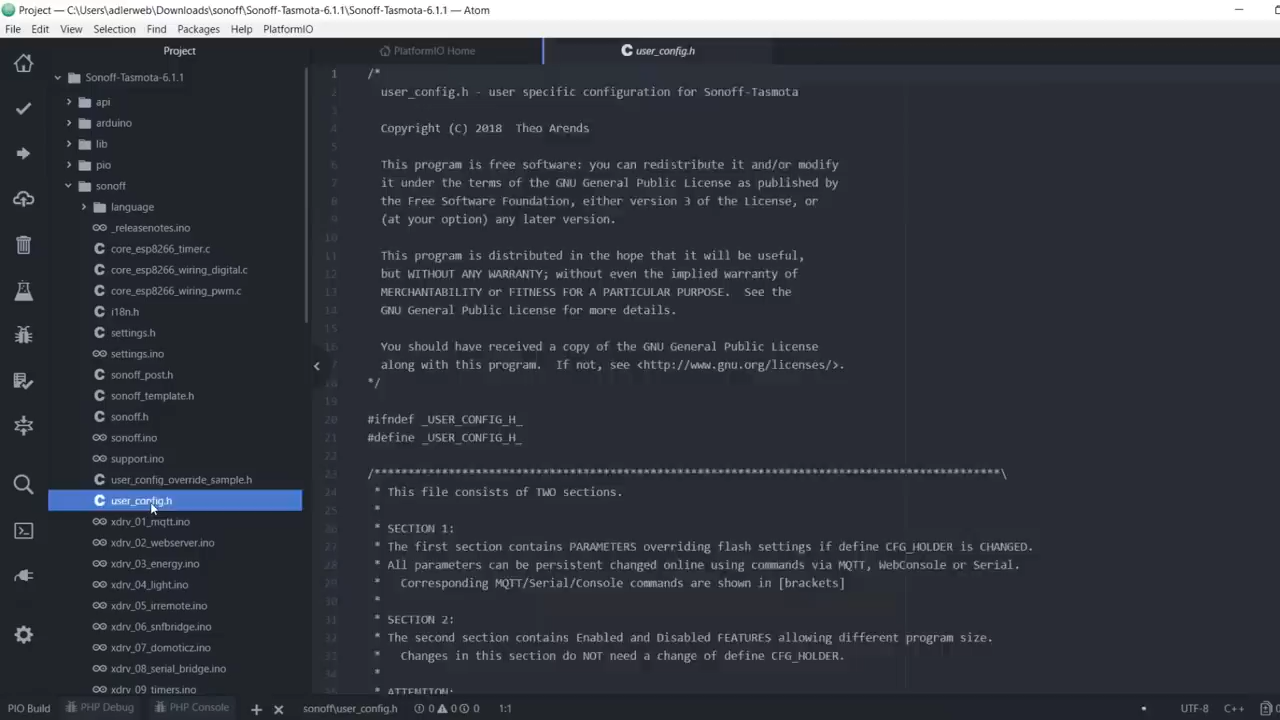 Project — C:\Users\adlerweb\Downloads\sonoff\Sonoff-Tasmota-6.1.1\Sonoff-Tasmota-6.1.1 — Atom
File Edit View Selection Find Packages Help PlatformIO
Project
PlatformIO Home
user_config.h
Sonoff-Tasmota-6.1.1
api
arduino
lib
pio
sonoff
language
_releasenotes.ino
core_esp8266_timer.c
core_esp8266_wiring_digital.c
core_esp8266_wiring_pwm.c
i18n.h
settings.h
settings.ino
sonoff_post.h
sonoff_template.h
sonoff.h
sonoff.ino
support.ino
user_config_override_sample.h
user_config.h
xdrv_01_mqtt.ino
xdrv_02_webserver.ino
xdrv_03_energy.ino
xdrv_04_light.ino
xdrv_05_irremote.ino
xdrv_06_snfbridge.ino
xdrv_07_domoticz.ino
xdrv_08_serial_bridge.ino
xdrv_09_timers.ino
1 /*
2 user_config.h - user specific configuration for Sonoff-Tasmota
3
4 Copyright (C) 2018  Theo Arends
5
6 This program is free software: you can redistribute it and/or modify
7 it under the terms of the GNU General Public License as published by
8 the Free Software Foundation, either version 3 of the License, or
9 (at your option) any later version.
10
11 This program is distributed in the hope that it will be useful,
12 but WITHOUT ANY WARRANTY; without even the implied warranty of
13 MERCHANTABILITY or FITNESS FOR A PARTICULAR PURPOSE.  See the
14 GNU General Public License for more details.
15
16 You should have received a copy of the GNU General Public License
17 along with this program.  If not, see <http://www.gnu.org/licenses/>.
18 */
19
20 #ifndef _USER_CONFIG_H_
21 #define _USER_CONFIG_H_
22
23 /*********************************************************************************************\
24 * This file consists of TWO sections.
25 *
26 * SECTION 1:
27 * The first section contains PARAMETERS overriding flash settings if define CFG_HOLDER is CHANGED.
28 * All parameters can be persistent changed online using commands via MQTT, WebConsole or Serial.
29 * Corresponding MQTT/Serial/Console commands are shown in [brackets]
30 *
31 * SECTION 2:
32 * The second section contains Enabled and Disabled FEATURES allowing different program size.
33 * Changes in this section do NOT need a change of define CFG_HOLDER.
34 *
35 * ATTENTION:
PIO Build PHP Debug PHP Console sonoff\user_config.h 0 0 0 1:1 UTF-8 C++ 0